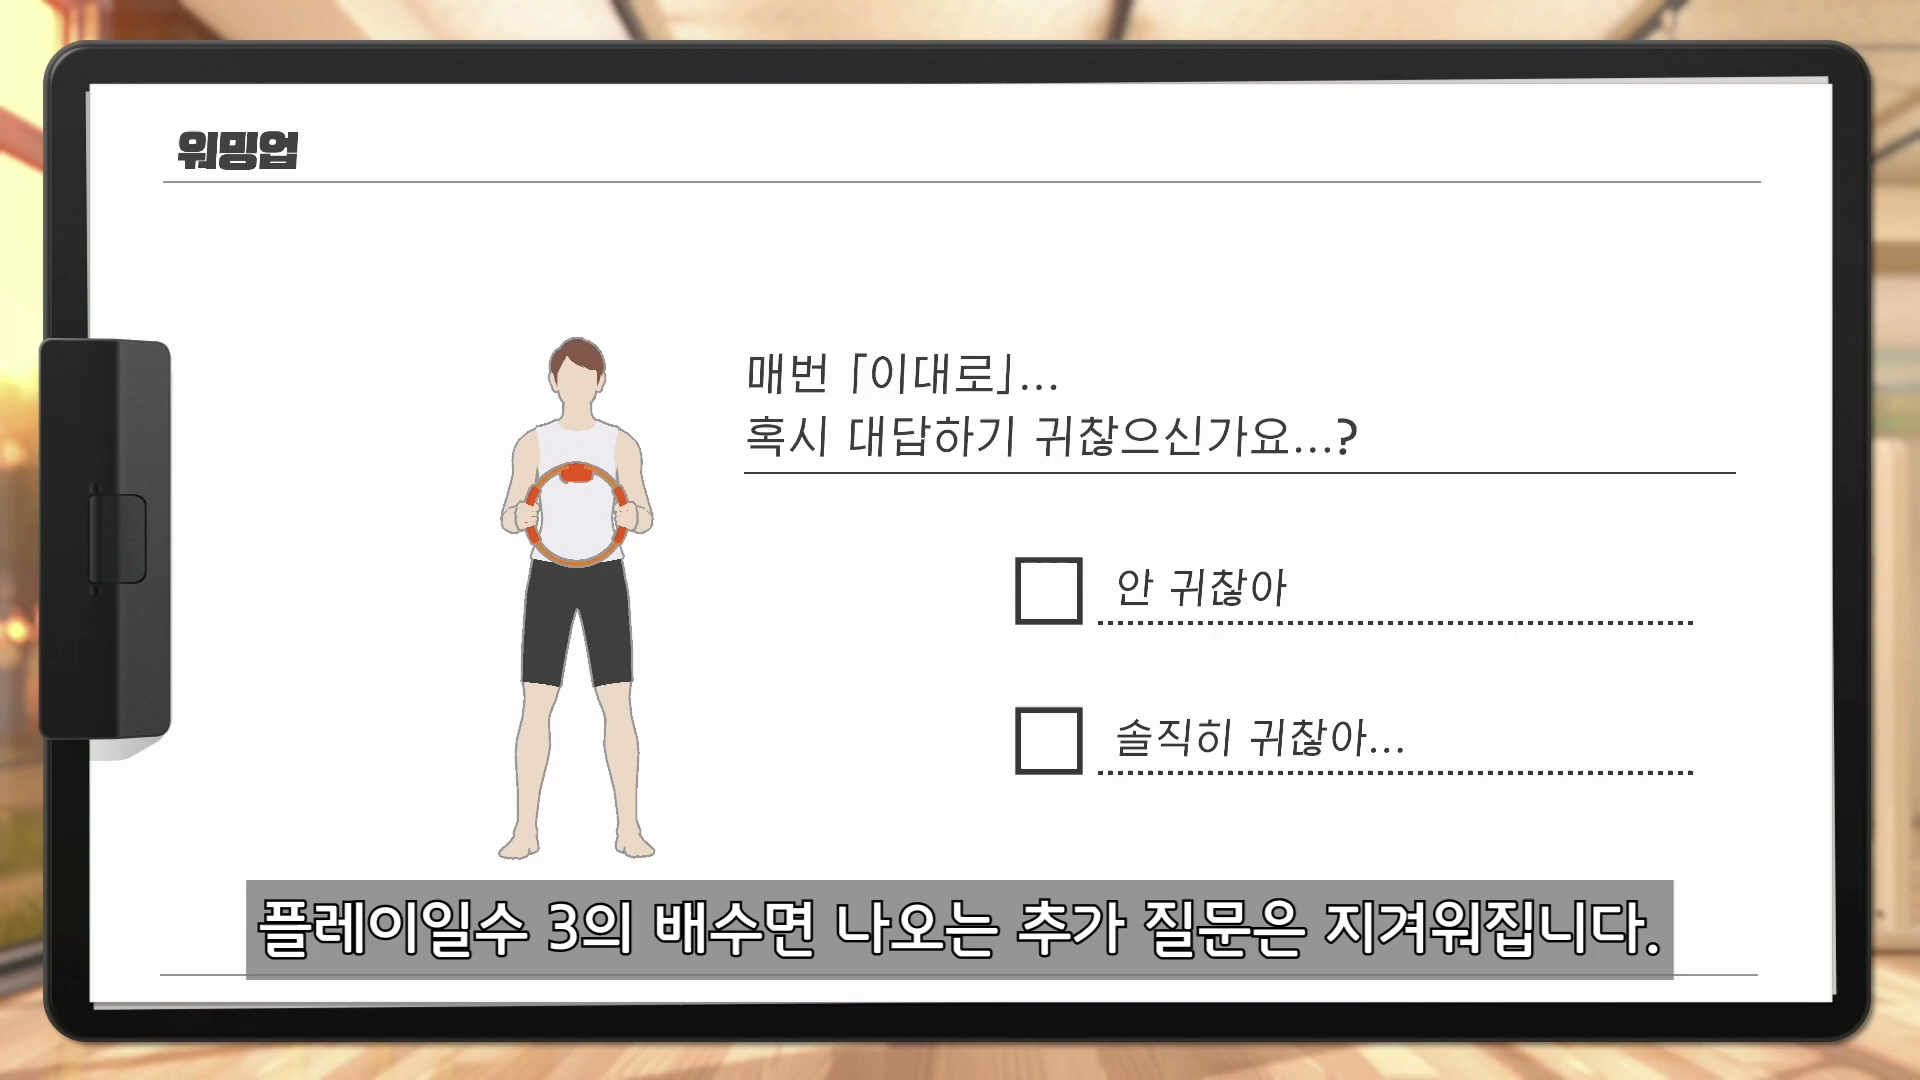 워밍업
매번 「이대로」…
혹시 대답하기 귀찮으신가요…?
안 귀찮아
솔직히 귀찮아…
플레이일수 3의 배수면 나오는 추가 질문은 지겨워집니다.